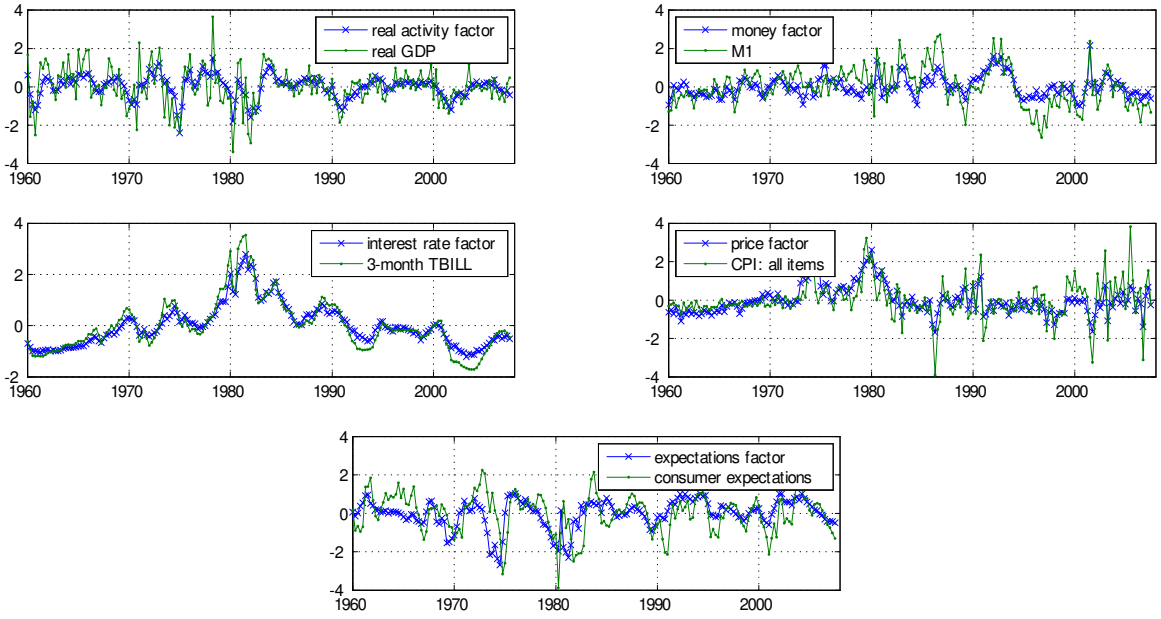 4
2
0
-2
-4
1960 1970 1980 1990 2000
real activity factor
real GDP
4
2
0
-2
-4
1960 1970 1980 1990 2000
money factor
M1
4
2
0
-2
1960 1970 1980 1990 2000
interest rate factor
3-month TBILL
4
2
0
-2
-4
1960 1970 1980 1990 2000
price factor
CPI: all items
4
2
0
-2
-4
1960 1970 1980 1990 2000
expectations factor
consumer expectations